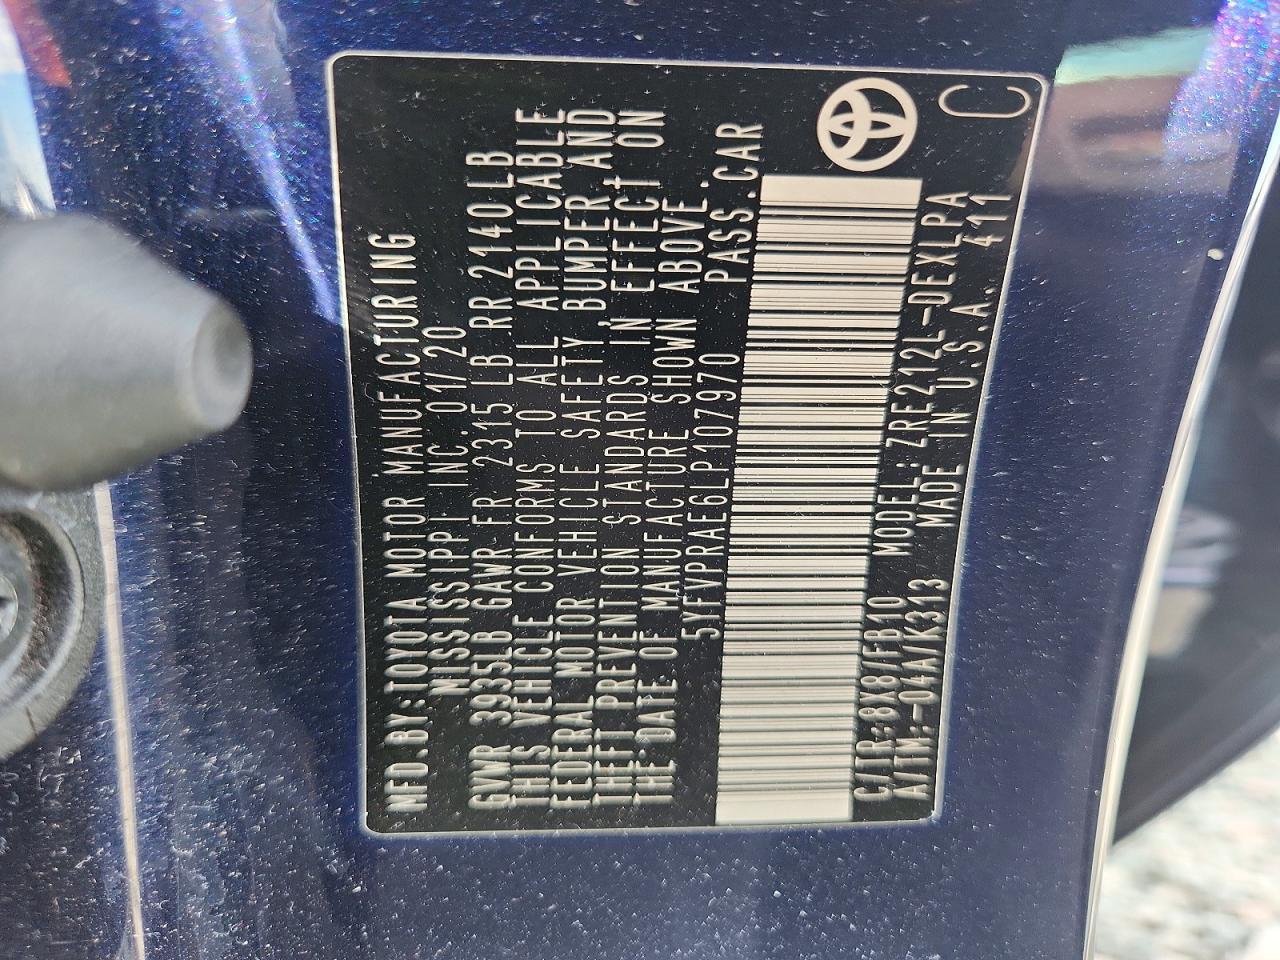 MFD.BY:TOYOTA MOTOR MANUFACTURING
MISSISSIPPI INC.01/20
GVWR 3935LB GAWR FR 2315 LB RR 2140LB
THIS VEHICLE CONFORMS TO ALL APPLICABLE
FEDERAL MOTOR VEHICLE SAFETY, BUMPER AND
THEFT PREVENTION STANDARDS IN EFFECT ON
THE DATE OF MANUFACTURE SHOWN ABOVE.
5YFVPRAE6LP107970 PASS.CAR
C/TR:8X8/FB10 MODEL:ZRE212L-DEXLPA
A/TM:-04A/K313 MADE IN U.S.A. 411
C